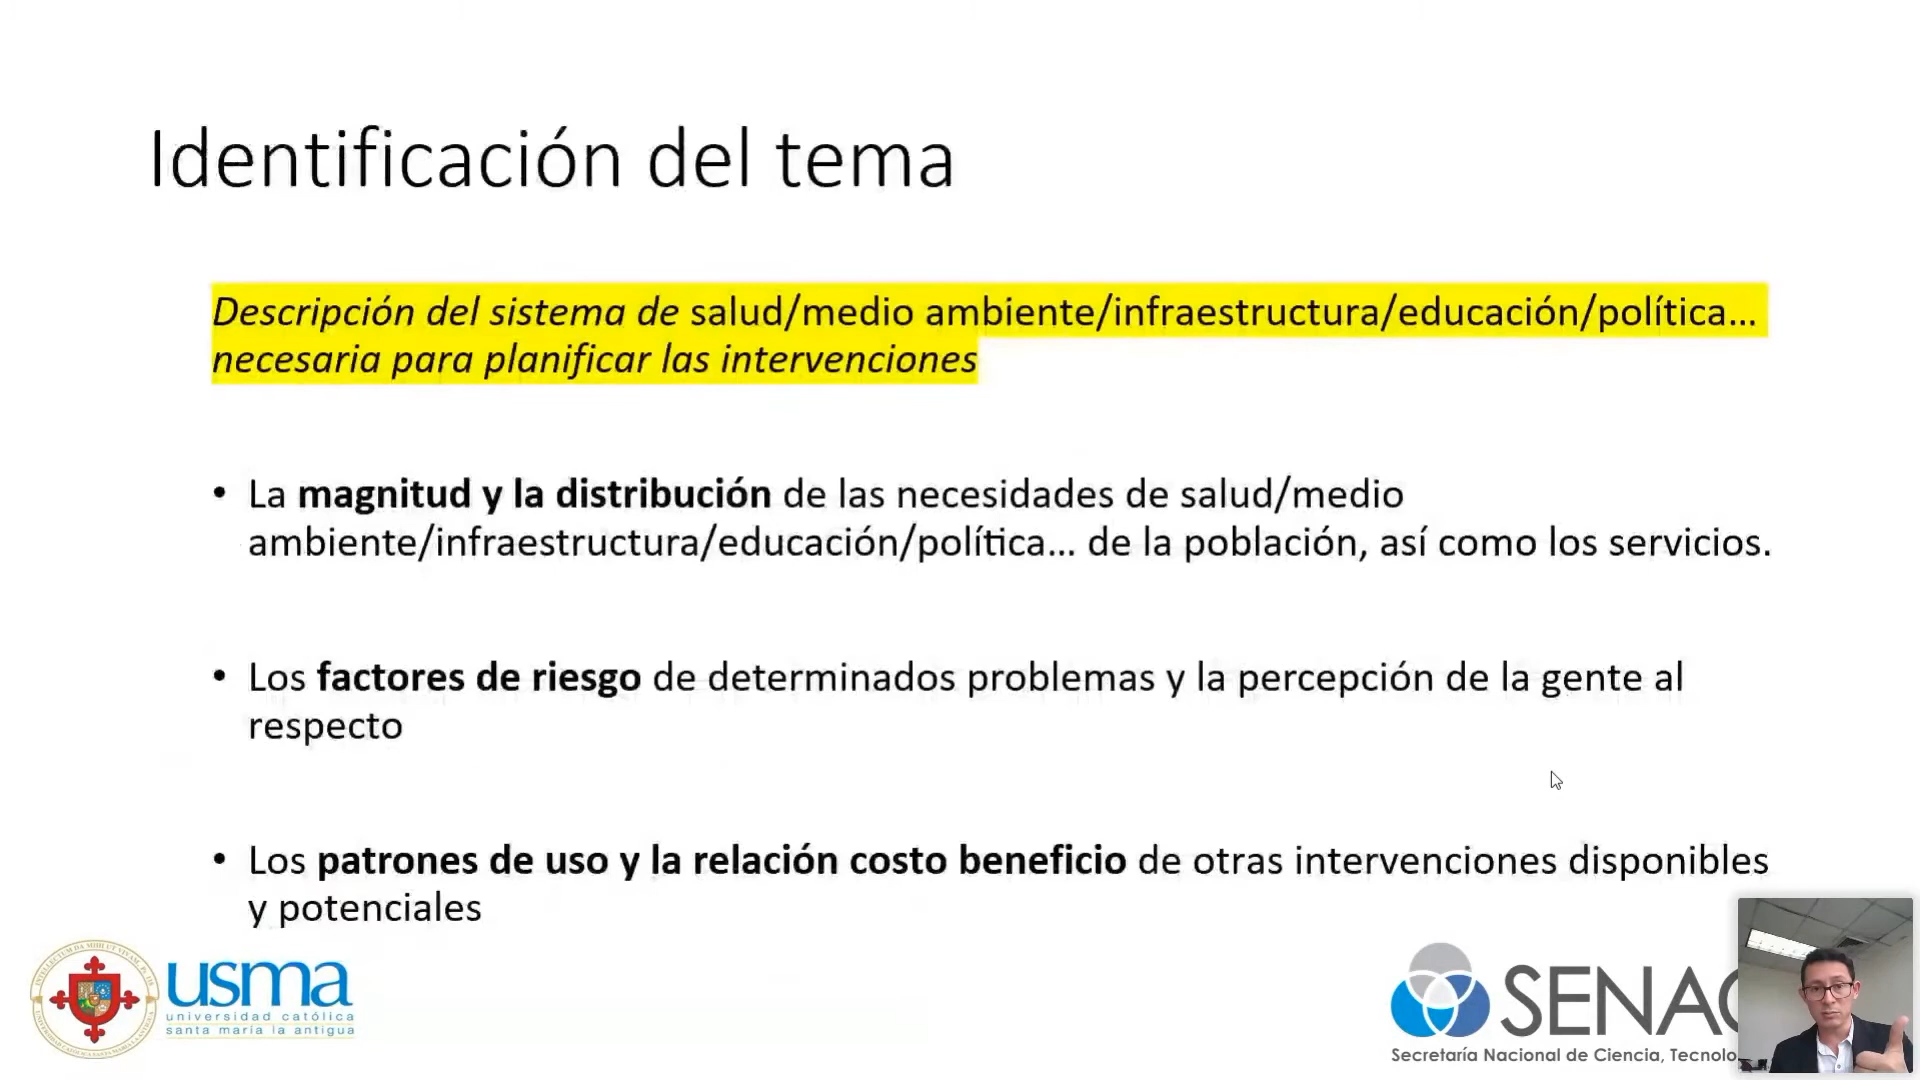 Identificación del tema
Descripción del sistema de salud/medio ambiente/infraestructura/educación/política...
necesaria para planificar las intervenciones
• La magnitud y la distribución de las necesidades de salud/medio
ambiente/infraestructura/educación/política... de la población, así como los servicios.
• Los factores de riesgo de determinados problemas y la percepción de la gente al
respecto
• Los patrones de uso y la relación costo beneficio de otras intervenciones disponibles
y potenciales
usma
universidad católica
santa maría la antigua
SENAC
Secretaría Nacional de Ciencia, Tecnolo